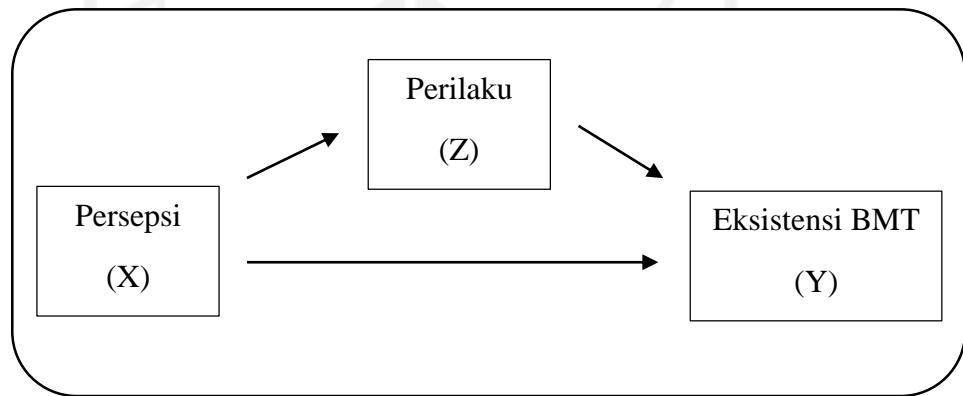 Perilaku
(Z)
Persepsi
(X)
Eksistensi BMT
(Y)